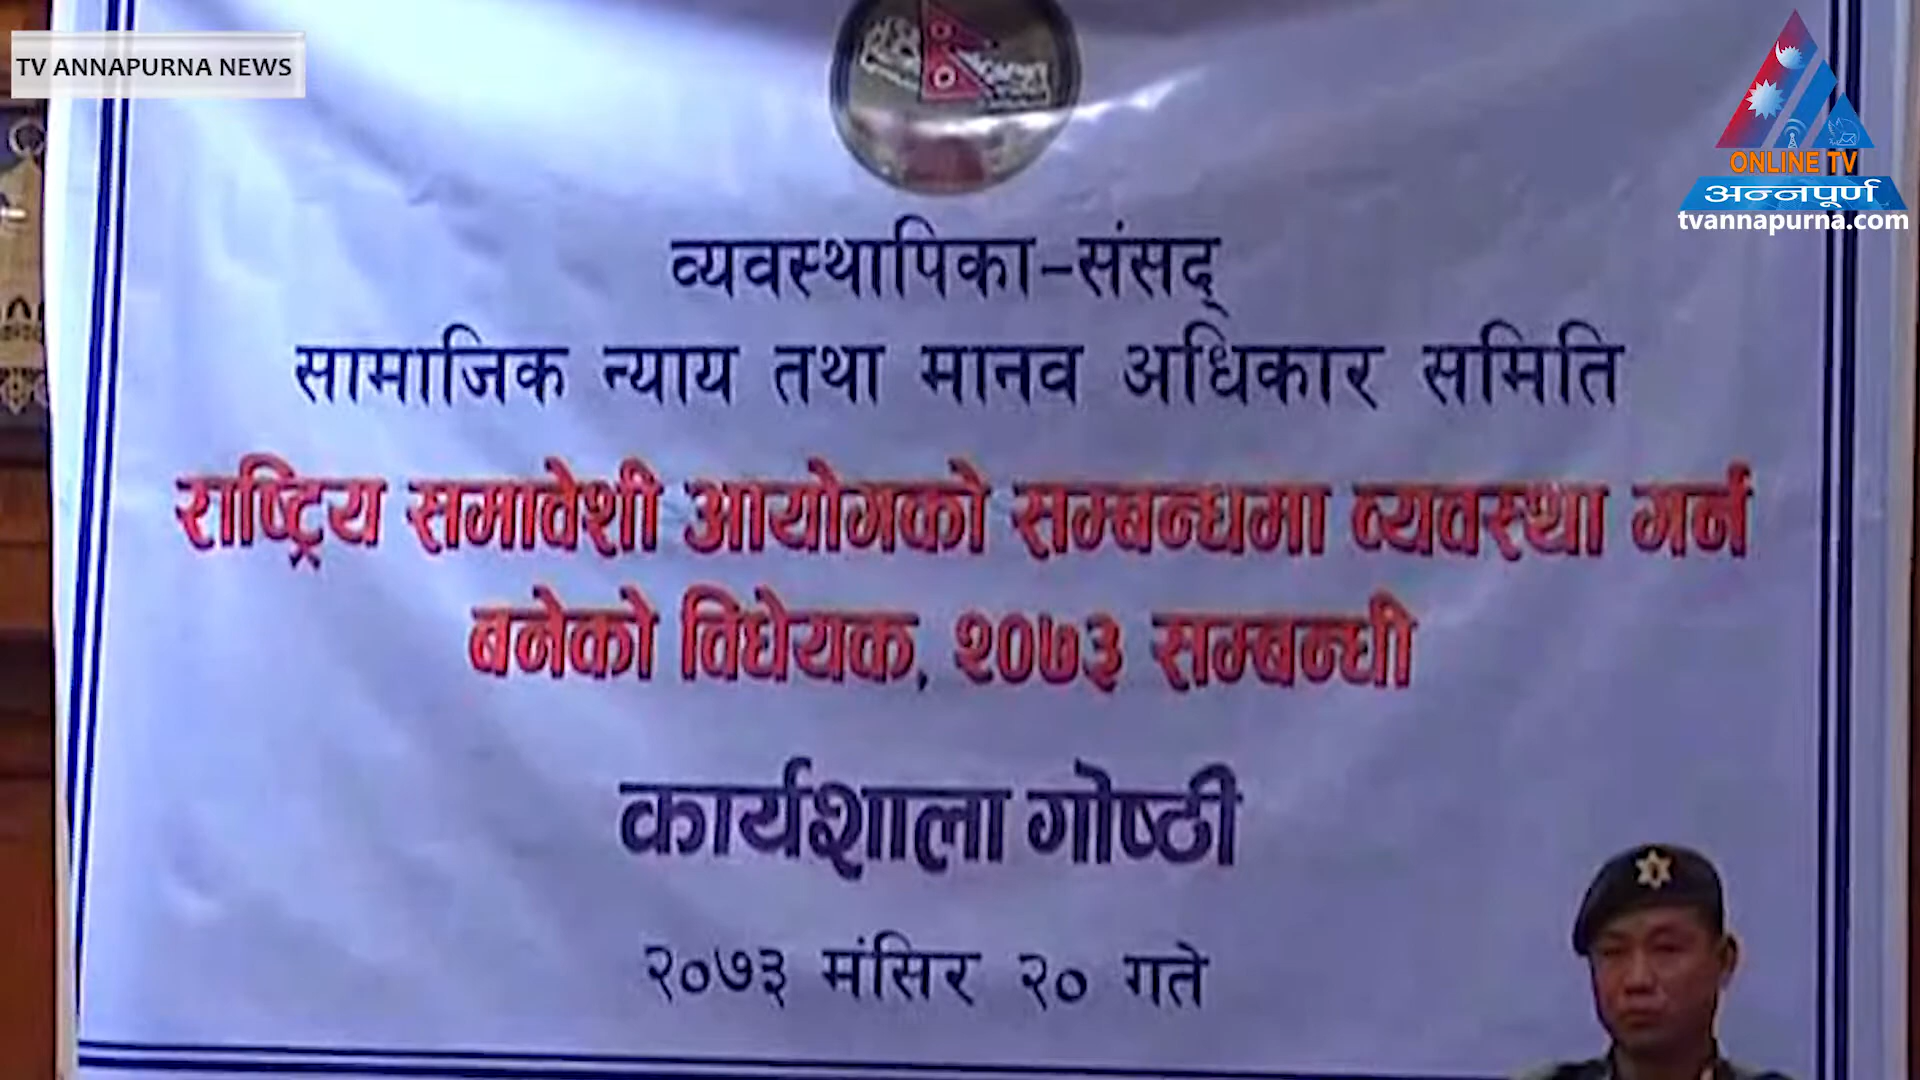 TV ANNAPURNA NEWS
ONLINE TV
अन्नपूर्ण
tvannapurna.com
व्यवस्थापिका-संसद्
सामाजिक न्याय तथा मानव अधिकार समिति
राष्ट्रिय समावेशी आयोगको सम्बन्धमा व्यवस्था गर्न
बनेको विधेयक, २०७३ सम्बन्धी
कार्यशाला गोष्ठी
२०७३ मंसिर २० गते